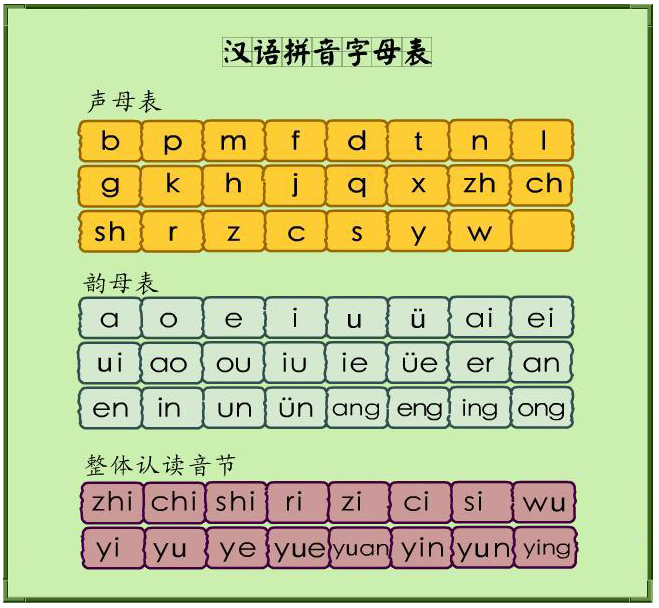 汉语拼音字母表
声母表
b p m f d t n l
g k h j q x zh ch
sh r z c s y w
韵母表
a o e i u ü ai ei
ui ao ou iu ie üe er an
en in un ün ang eng ing ong
整体认读音节
zhi chi shi ri zi ci si wu
yi yu ye yue yuan yin yun ying